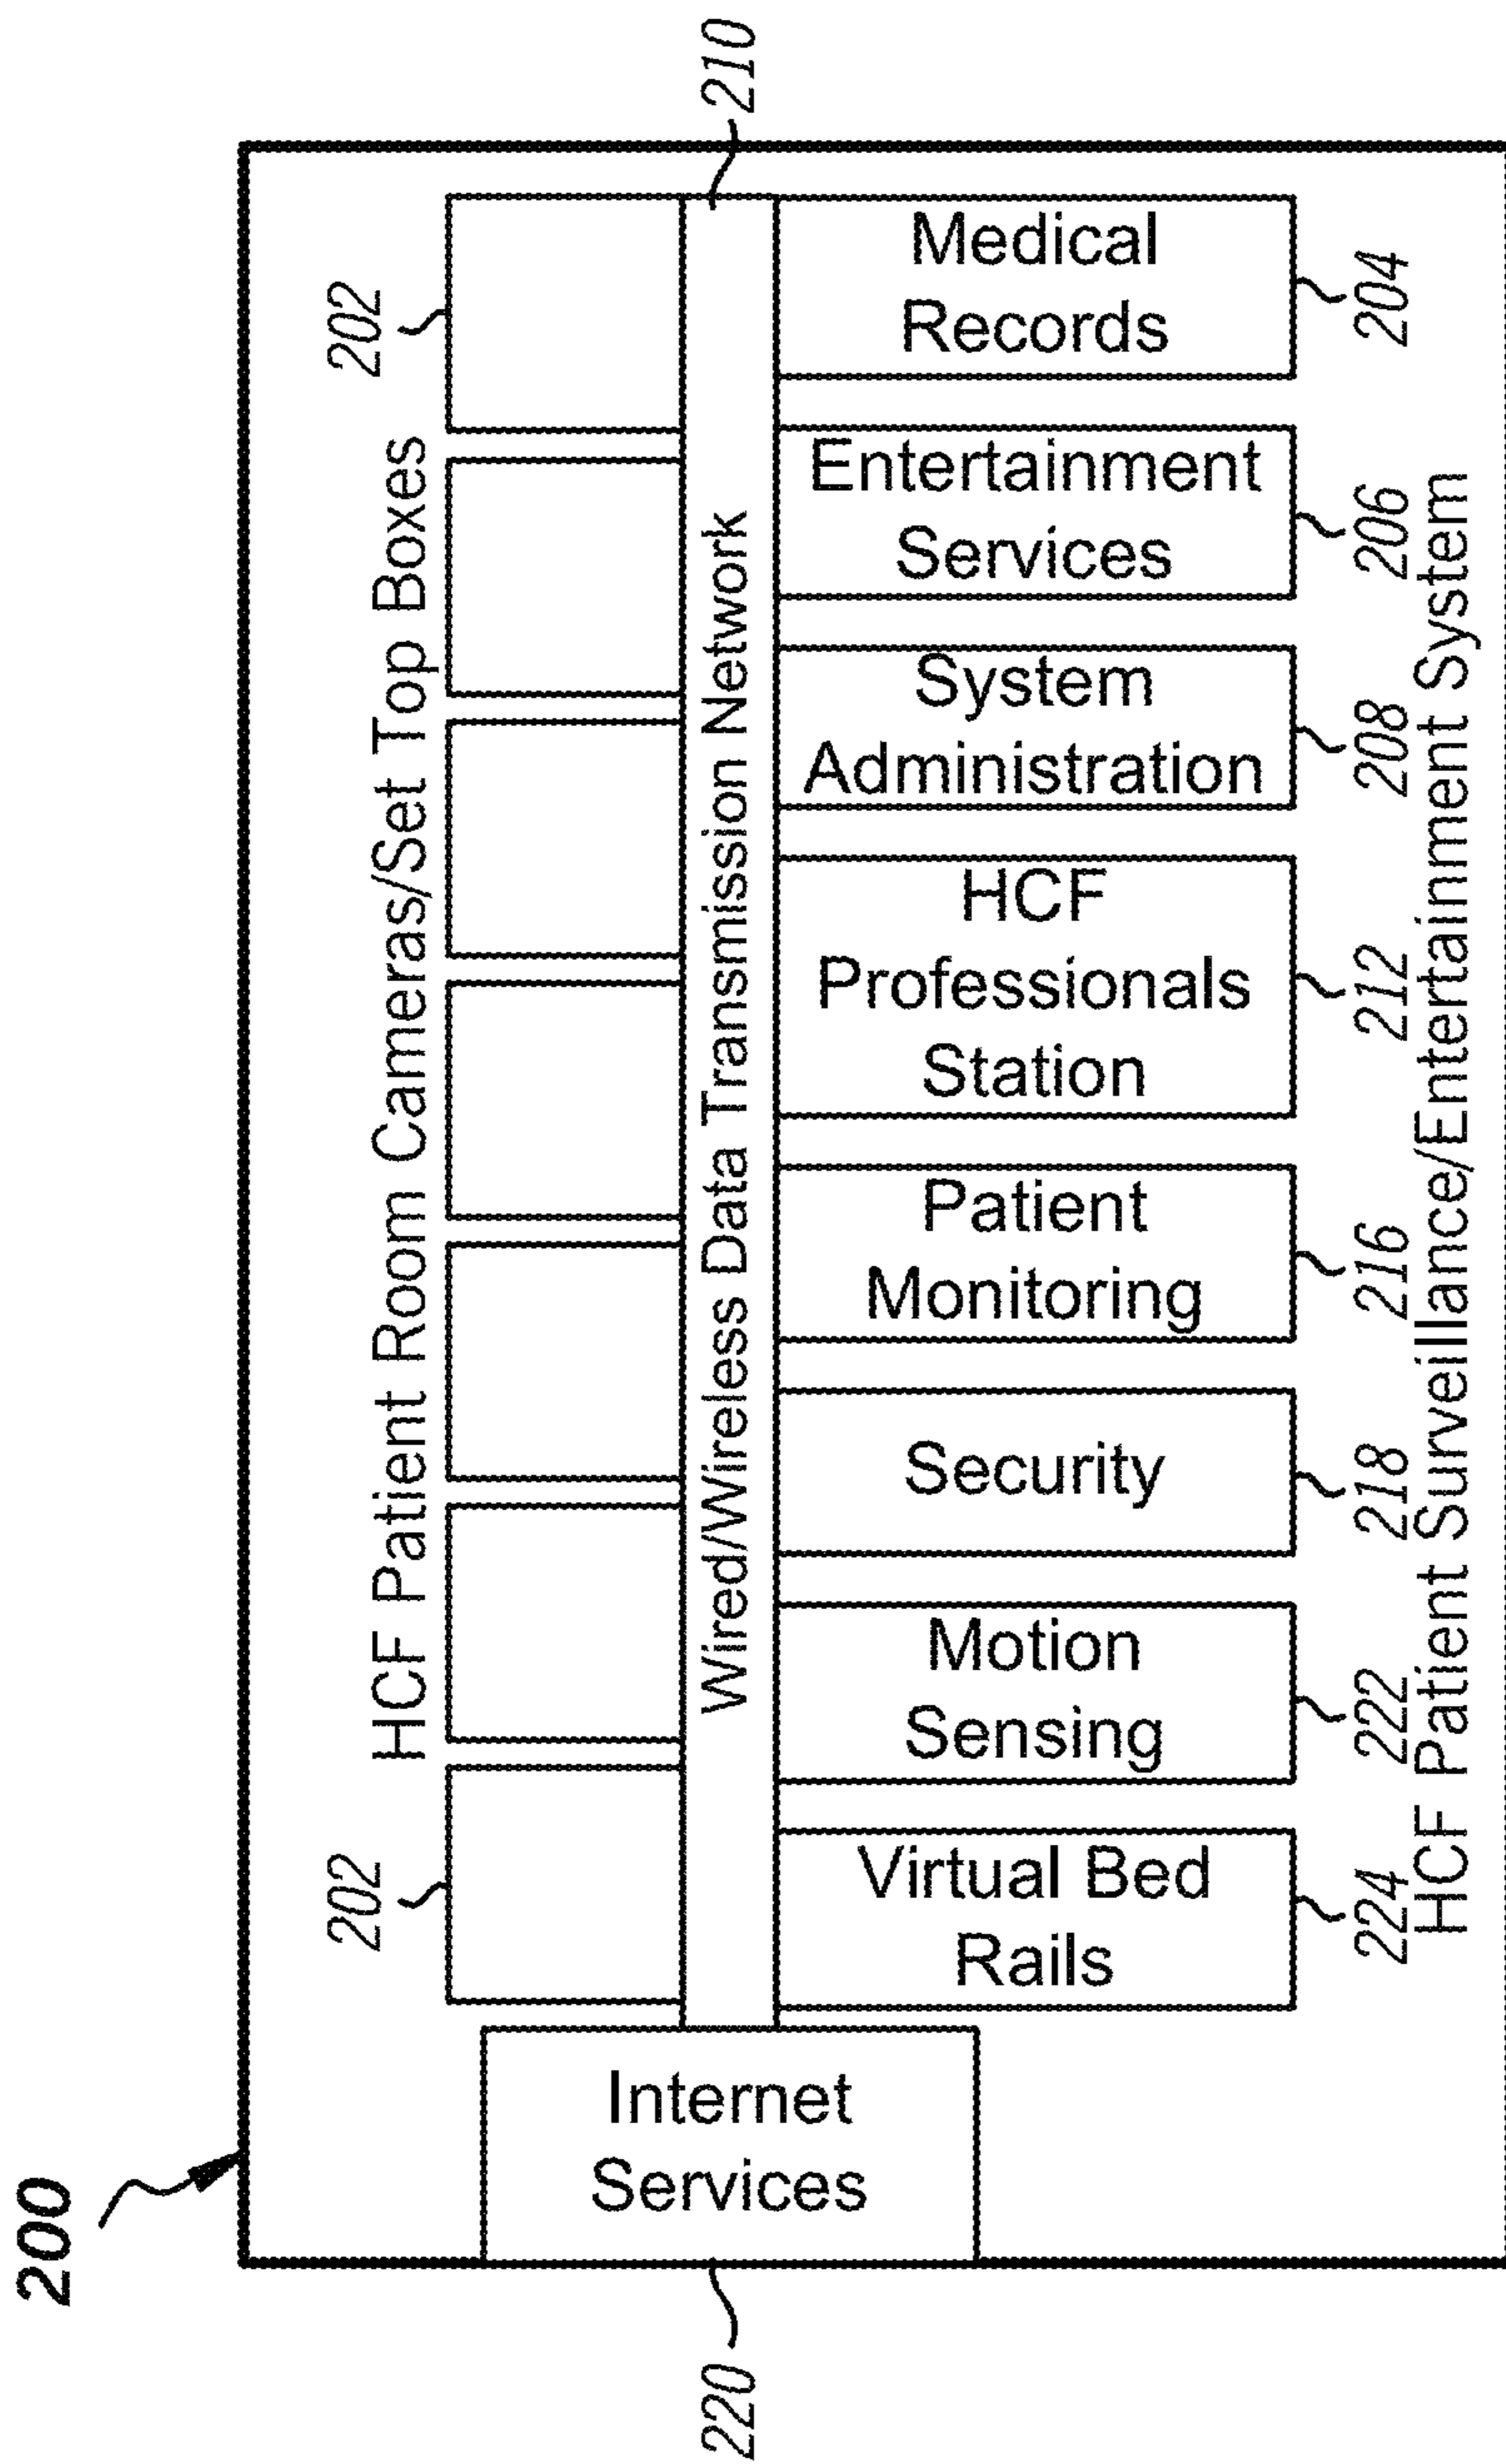 200
HCF Patient Room Cameras/Set Top Boxes
202
202
Wired/Wireless Data Transmission Network
210
Internet
Services
220
Virtual Bed
Rails
224
Motion
Sensing
222
Security
218
Patient
Monitoring
216
HCF
Professionals
Station
212
System
Administration
208
Entertainment
Services
206
Medical
Records
204
HCF Patient Surveillance/Entertainment System